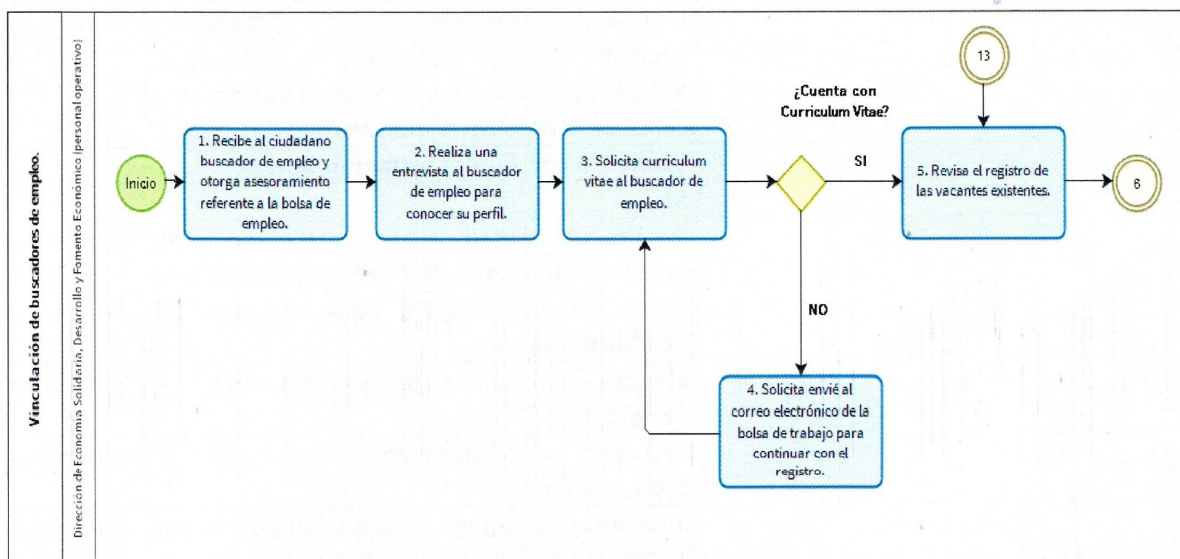 Vinculación de buscadores de empleo.
Dirección de Economía Solidaria, Desarrollo y Fomento Económico (personal operativo)
Inicio
1. Recibe al ciudadano
buscador de empleo y
otorga asesoramiento
referente a la bolsa de
empleo.
2. Realiza una
entrevista al buscador
de empleo para
conocer su perfil.
3. Solicita curriculum
vitae al buscador de
empleo.
¿Cuenta con
Curriculum Vitae?
SI
NO
4. Solicita envié al
correo electrónico de la
bolsa de trabajo para
continuar con el
registro.
13
5. Revisa el registro de
las vacantes existentes.
6